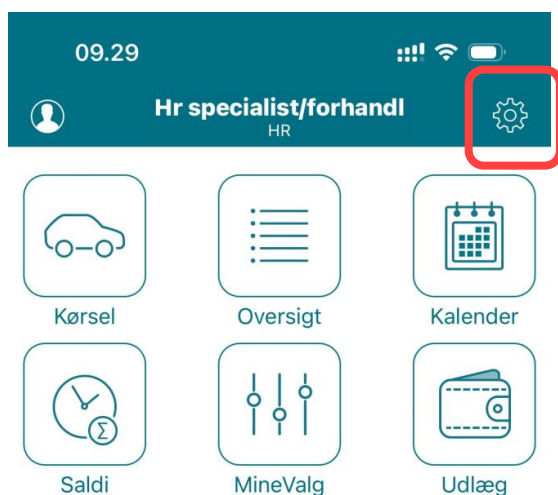 09.29
Hr specialist/forhandl
HR
Kørsel
Oversigt
Kalender
Σ
Saldi
MineValg
Udlæg